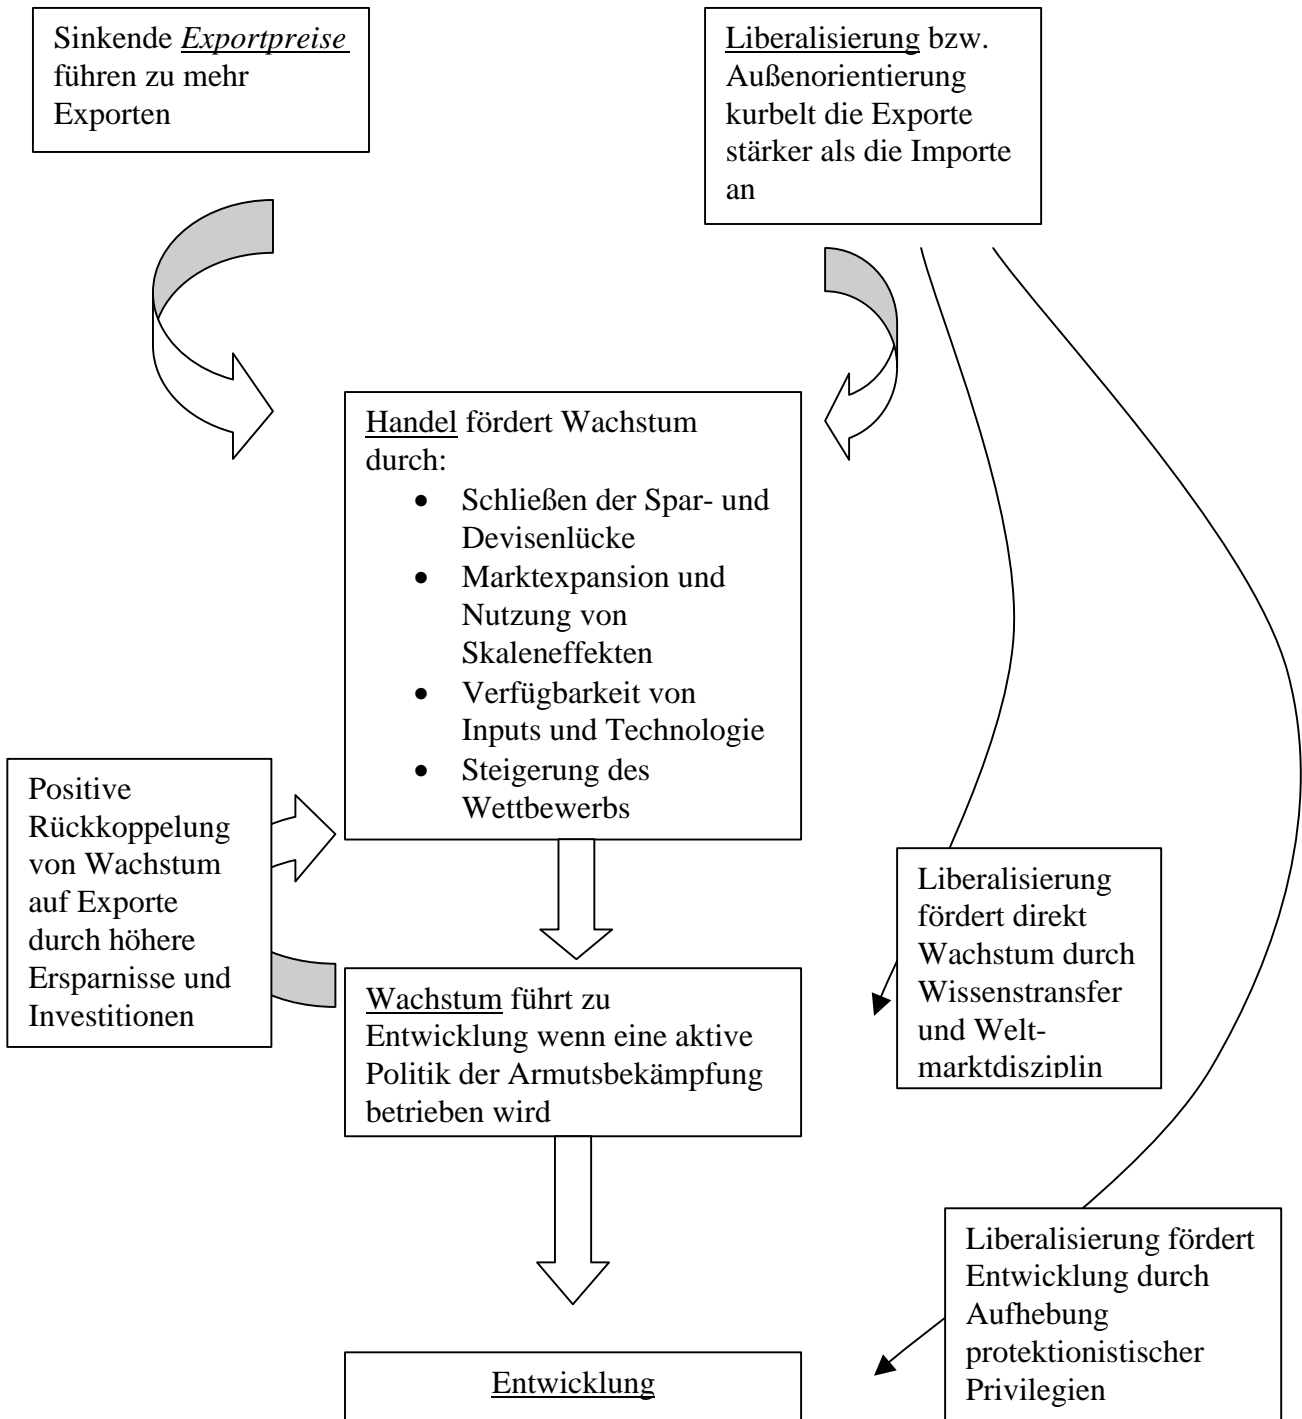 Sinkende Exportpreise
führen zu mehr
Exporten
Liberalisierung bzw.
Außenorientierung
kurbelt die Exporte
stärker als die Importe
an
Handel fördert Wachstum
durch:
• Schließen der Spar- und
Devisenlücke
• Marktexpansion und
Nutzung von
Skaleneffekten
• Verfügbarkeit von
Inputs und Technologie
• Steigerung des
Wettbewerbs
Positive
Rückkoppelung
von Wachstum
auf Exporte
durch höhere
Ersparnisse und
Investitionen
Liberalisierung
fördert direkt
Wachstum durch
Wissenstransfer
und Welt-
marktdisziplin
Wachstum führt zu
Entwicklung wenn eine aktive
Politik der Armutsbekämpfung
betrieben wird
Liberalisierung fördert
Entwicklung durch
Aufhebung
protektionistischer
Privilegien
Entwicklung